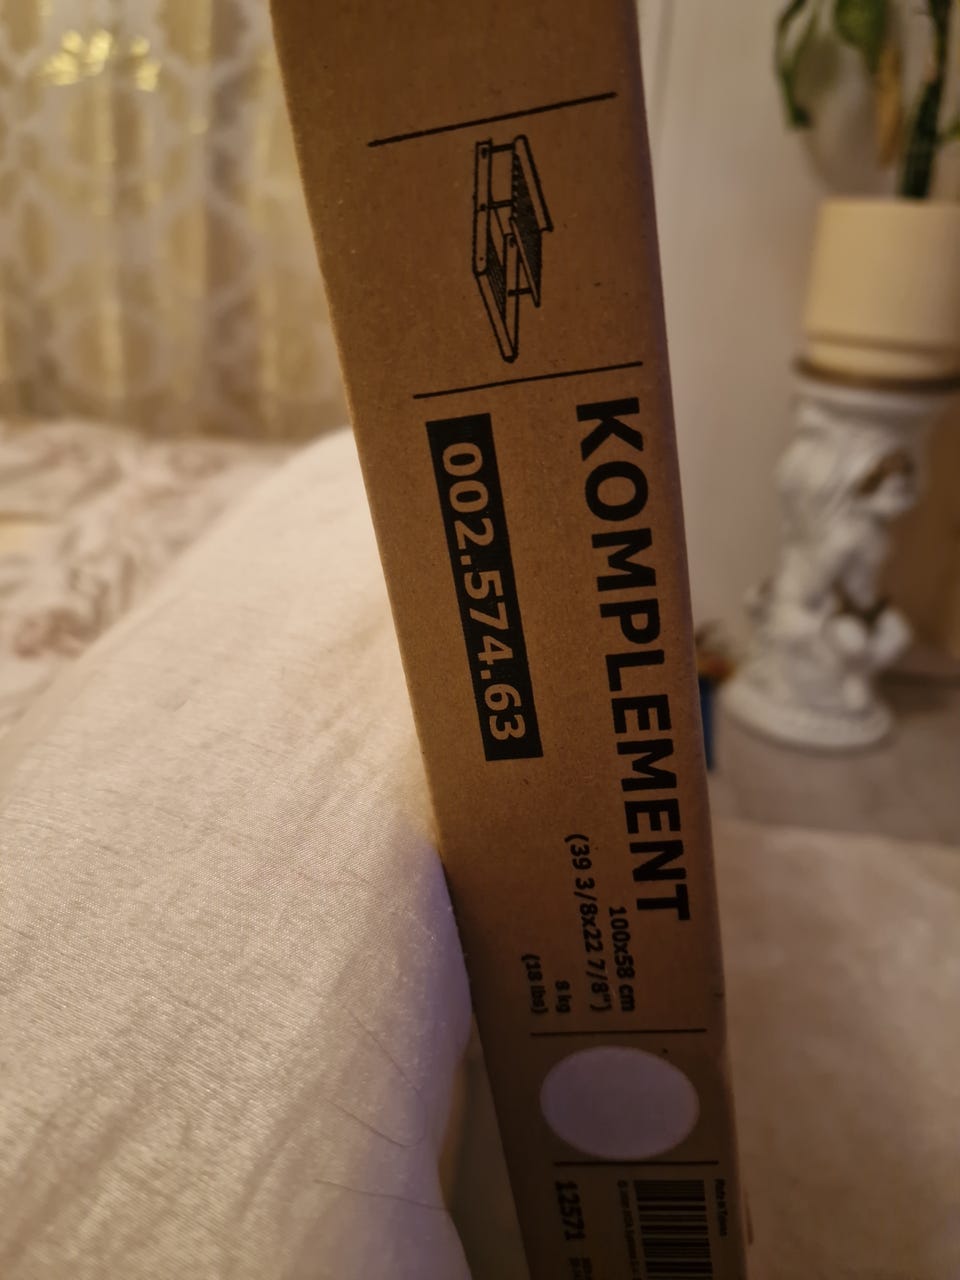 KOMPLEMENT
002.574.63
100x58 cm
(39 3/8x22 7/8")
8 kg
(18 lbs)
12571